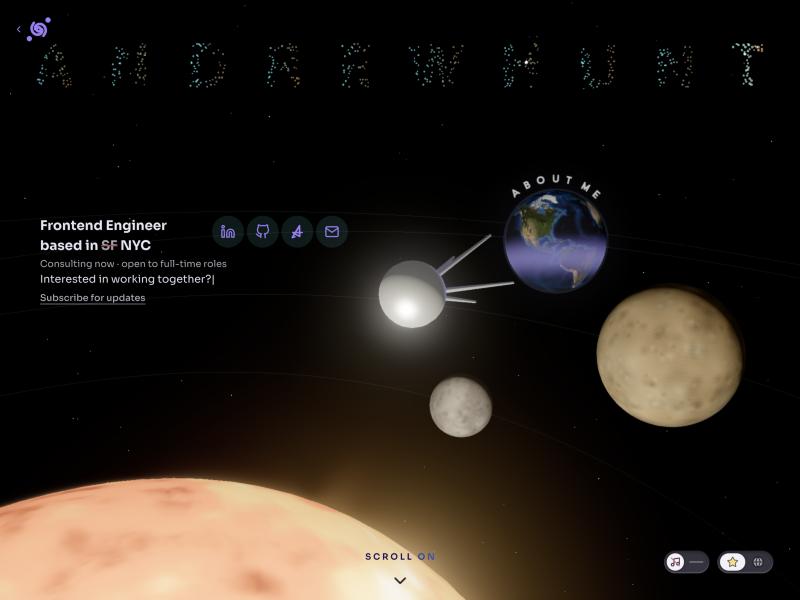 ANDREW HUNT
ABOUT ME
Frontend Engineer
based in SF NYC
Consulting now · open to full-time roles
Interested in working together?|
Subscribe for updates
SCROLL ON